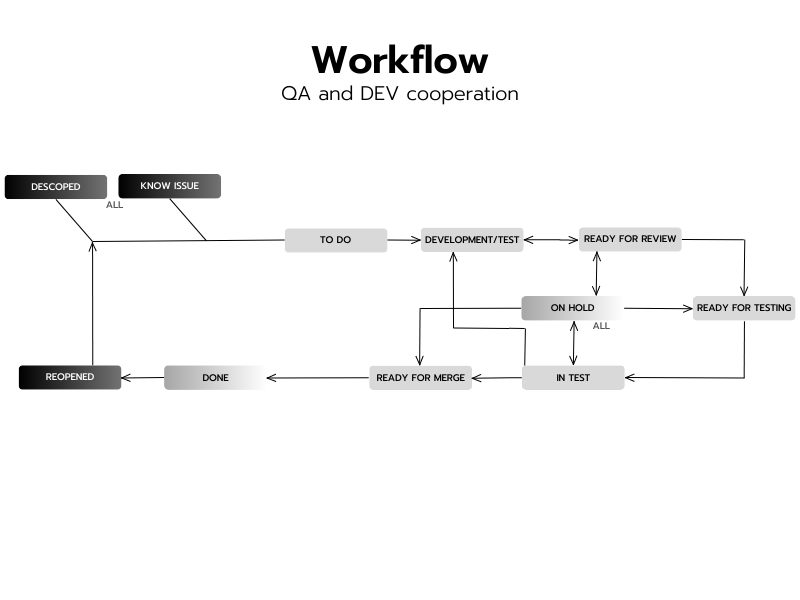 Workflow
QA and DEV cooperation
DESCOPED
KNOW ISSUE
ALL
TO DO
DEVELOPMENT/TEST
READY FOR REVIEW
ON HOLD
READY FOR TESTING
ALL
REOPENED
DONE
READY FOR MERGE
IN TEST